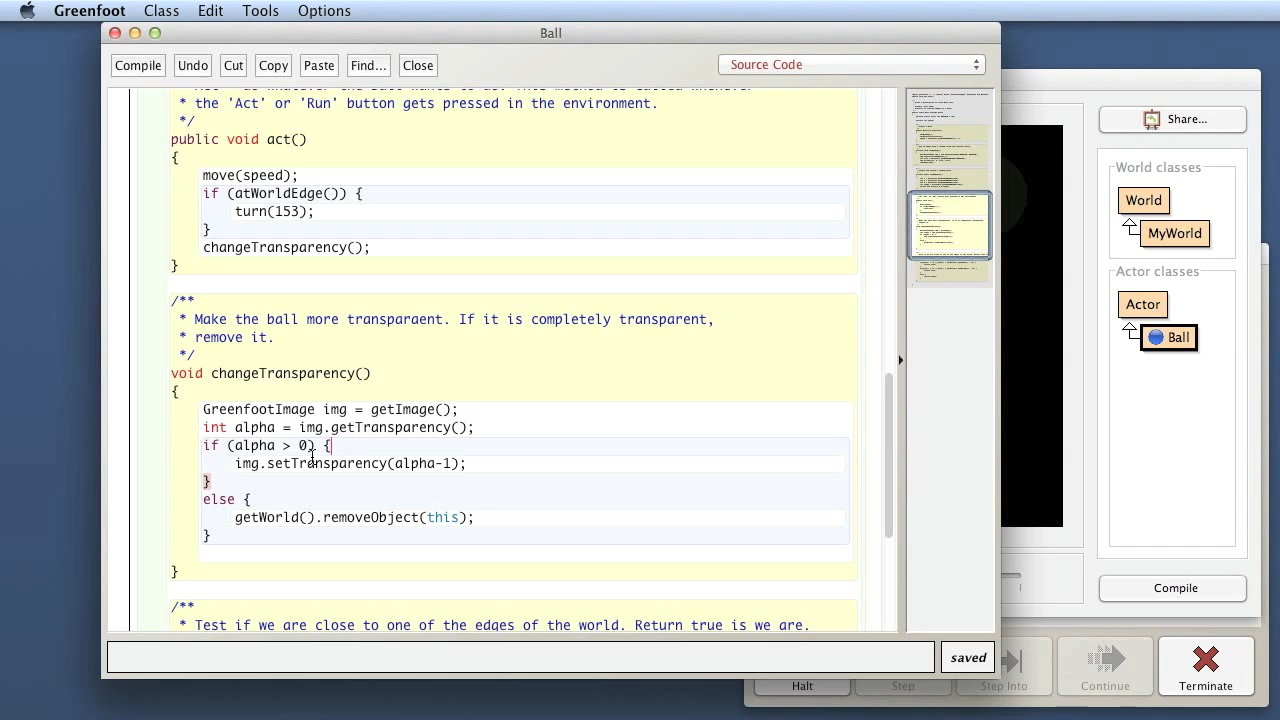 Greenfoot Class Edit Tools Options
Ball
Compile Undo Cut Copy Paste Find... Close Source Code
* the 'Act' or 'Run' button gets pressed in the environment.
*/
public void act()
{
move(speed);
if (atWorldEdge()) {
turn(153);
}
changeTransparency();
}
/**
* Make the ball more transparaent. If it is completely transparent,
* remove it.
*/
void changeTransparency()
{
GreenfootImage img = getImage();
int alpha = img.getTransparency();
if (alpha > 0) {
img.setTransparency(alpha-1);
}
else {
getWorld().removeObject(this);
}
}
/**
* Test if we are close to one of the edges of the world. Return true is we are.
saved
Share...
World classes
World
MyWorld
Actor classes
Actor
Ball
Compile
Halt Step Step Into Continue Terminate